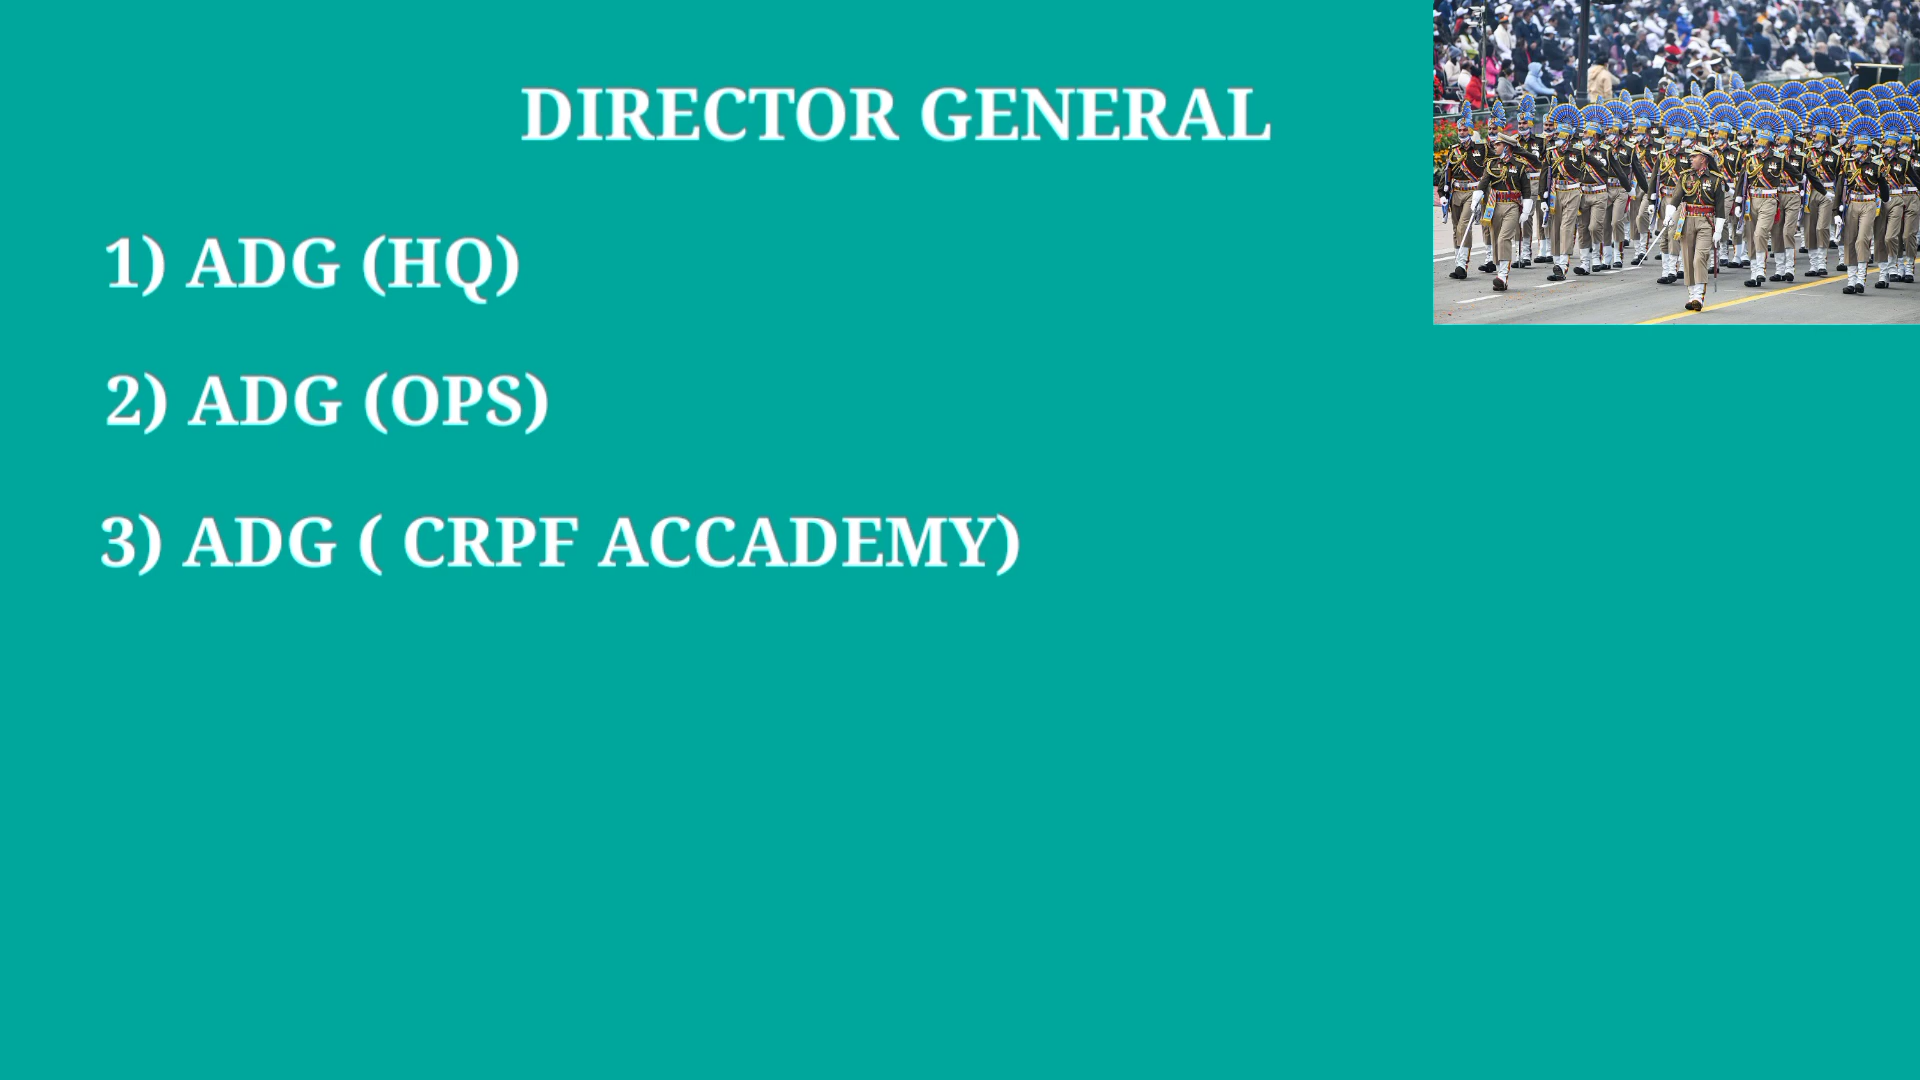 DIRECTOR GENERAL
1) ADG (HQ)
2) ADG (OPS)
3) ADG ( CRPF ACCADEMY)